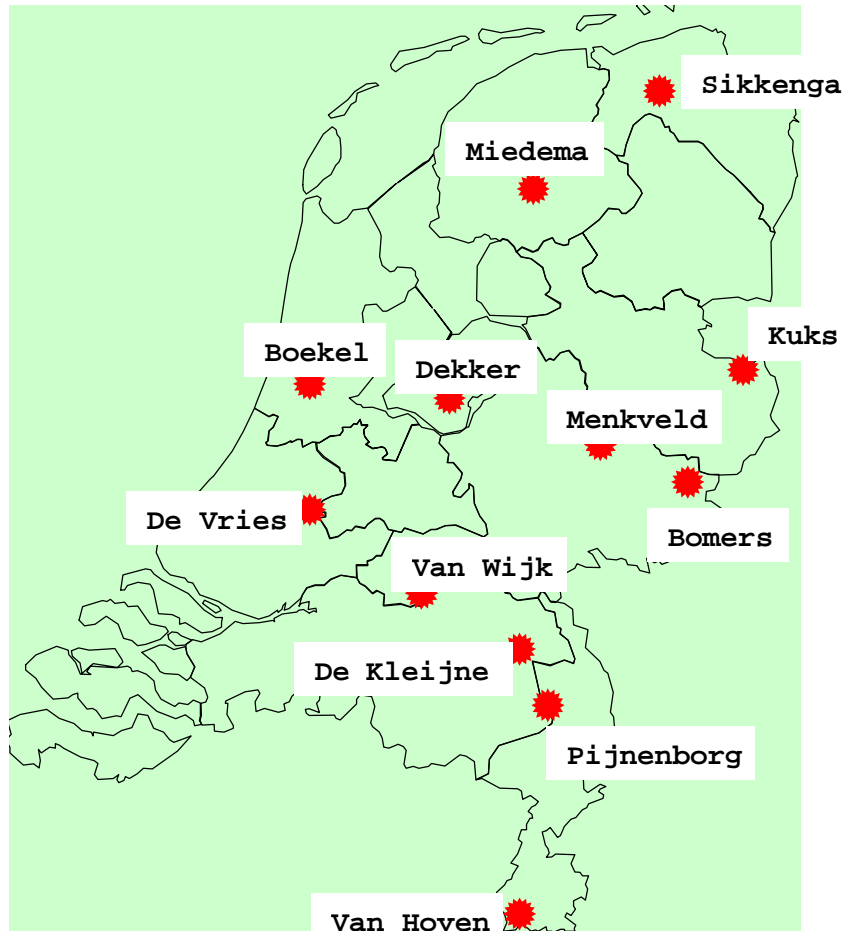 Sikkenga
Miedema
Kuks
Boekel
Dekker
Menkveld
De Vries
Bomers
Van Wijk
De Kleijne
Pijnenborg
Van Hoven